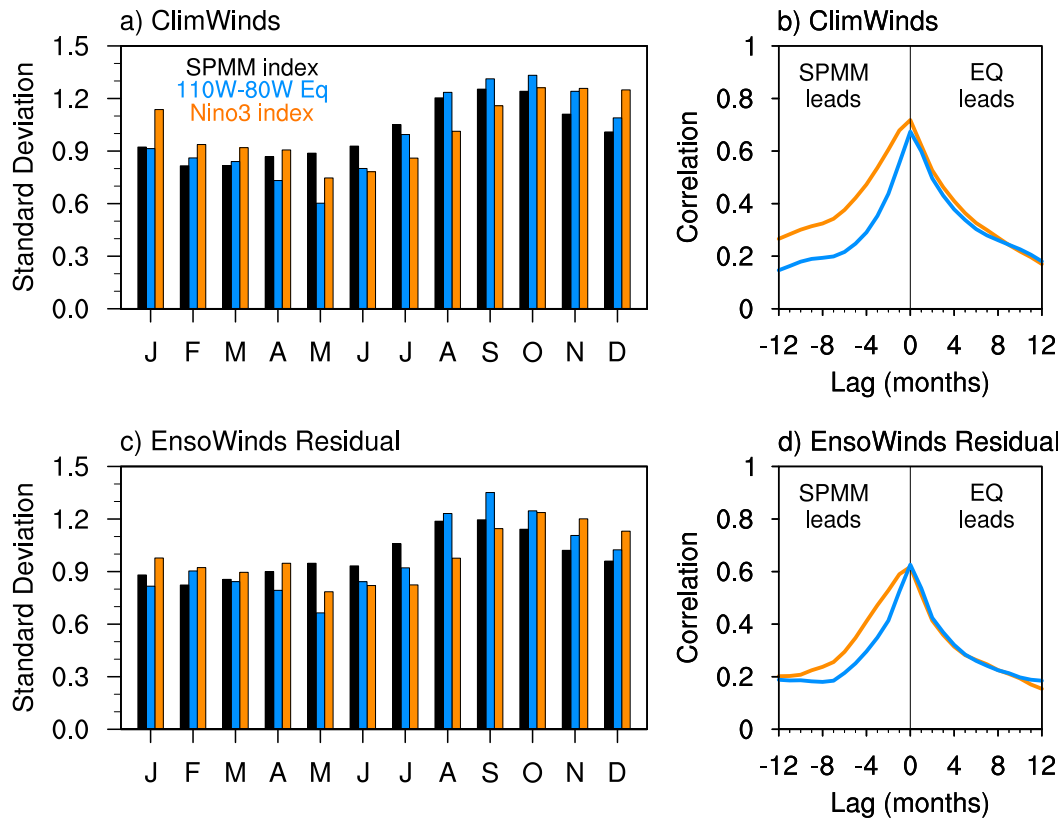 a) ClimWinds
Standard Deviation
1.5
1.2
0.9
0.6
0.3
0.0
SPMM index
110W-80W Eq
Nino3 index
J F M A M J J A S O N D
b) ClimWinds
Correlation
1
0.8
0.6
0.4
0.2
0
SPMM
leads
EQ
leads
-12 -8 -4 0 4 8 12
Lag (months)
c) EnsoWinds Residual
Standard Deviation
1.5
1.2
0.9
0.6
0.3
0.0
J F M A M J J A S O N D
d) EnsoWinds Residual
Correlation
1
0.8
0.6
0.4
0.2
0
SPMM
leads
EQ
leads
-12 -8 -4 0 4 8 12
Lag (months)